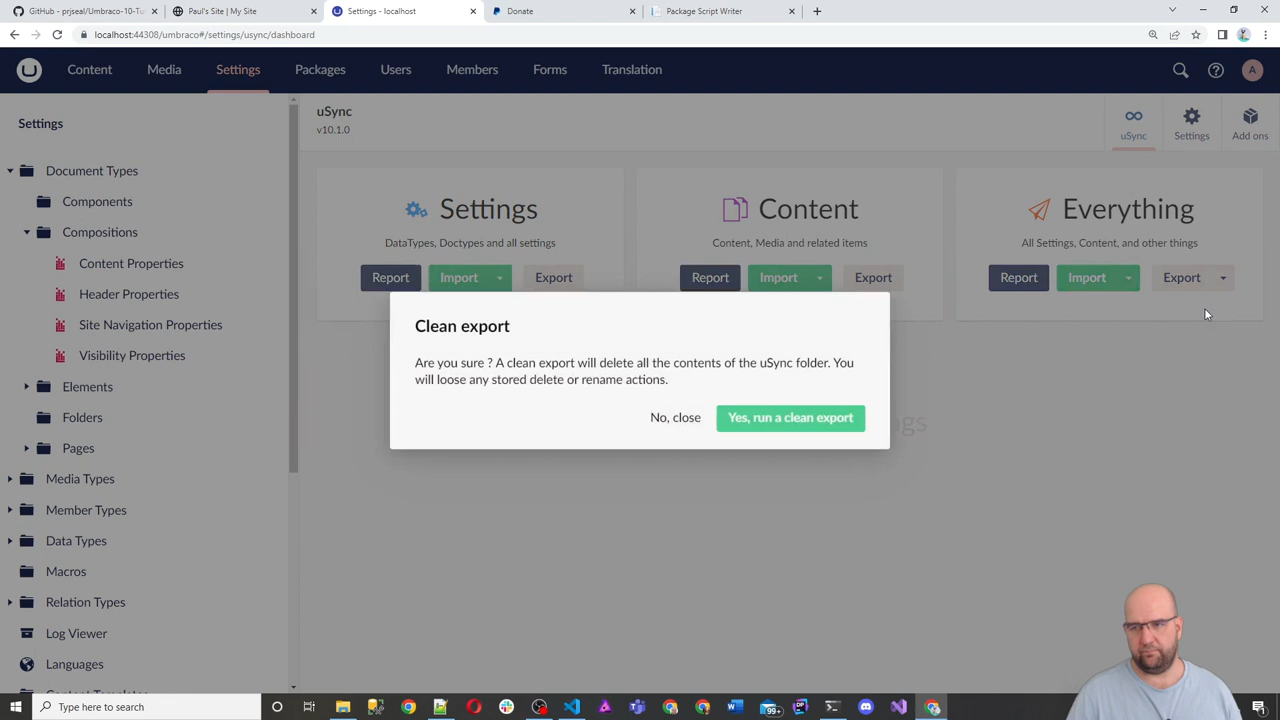 GitHub - prjseal/Umbraco-10-Tu
Paul's Site | My Site
Settings - localhost
Donate
Package Script Writer
localhost:44308/umbraco#/settings/usync/dashboard
Content
Media
Settings
Packages
Users
Members
Forms
Translation
A
Settings
uSync
v10.1.0
uSync
Settings
Add ons
Document Types
Components
Compositions
Content Properties
Header Properties
Site Navigation Properties
Visibility Properties
Elements
Folders
Pages
Media Types
Member Types
Data Types
Macros
Relation Types
Log Viewer
Languages
Settings
DataTypes, Doctypes and all settings
Report
Import
Export
Content
Content, Media and related items
Report
Import
Export
Everything
All Settings, Content, and other things
Report
Import
Export
Clean export
Are you sure ? A clean export will delete all the contents of the uSync folder. You
will loose any stored delete or rename actions.
No, close
Yes, run a clean export
Type here to search
99+